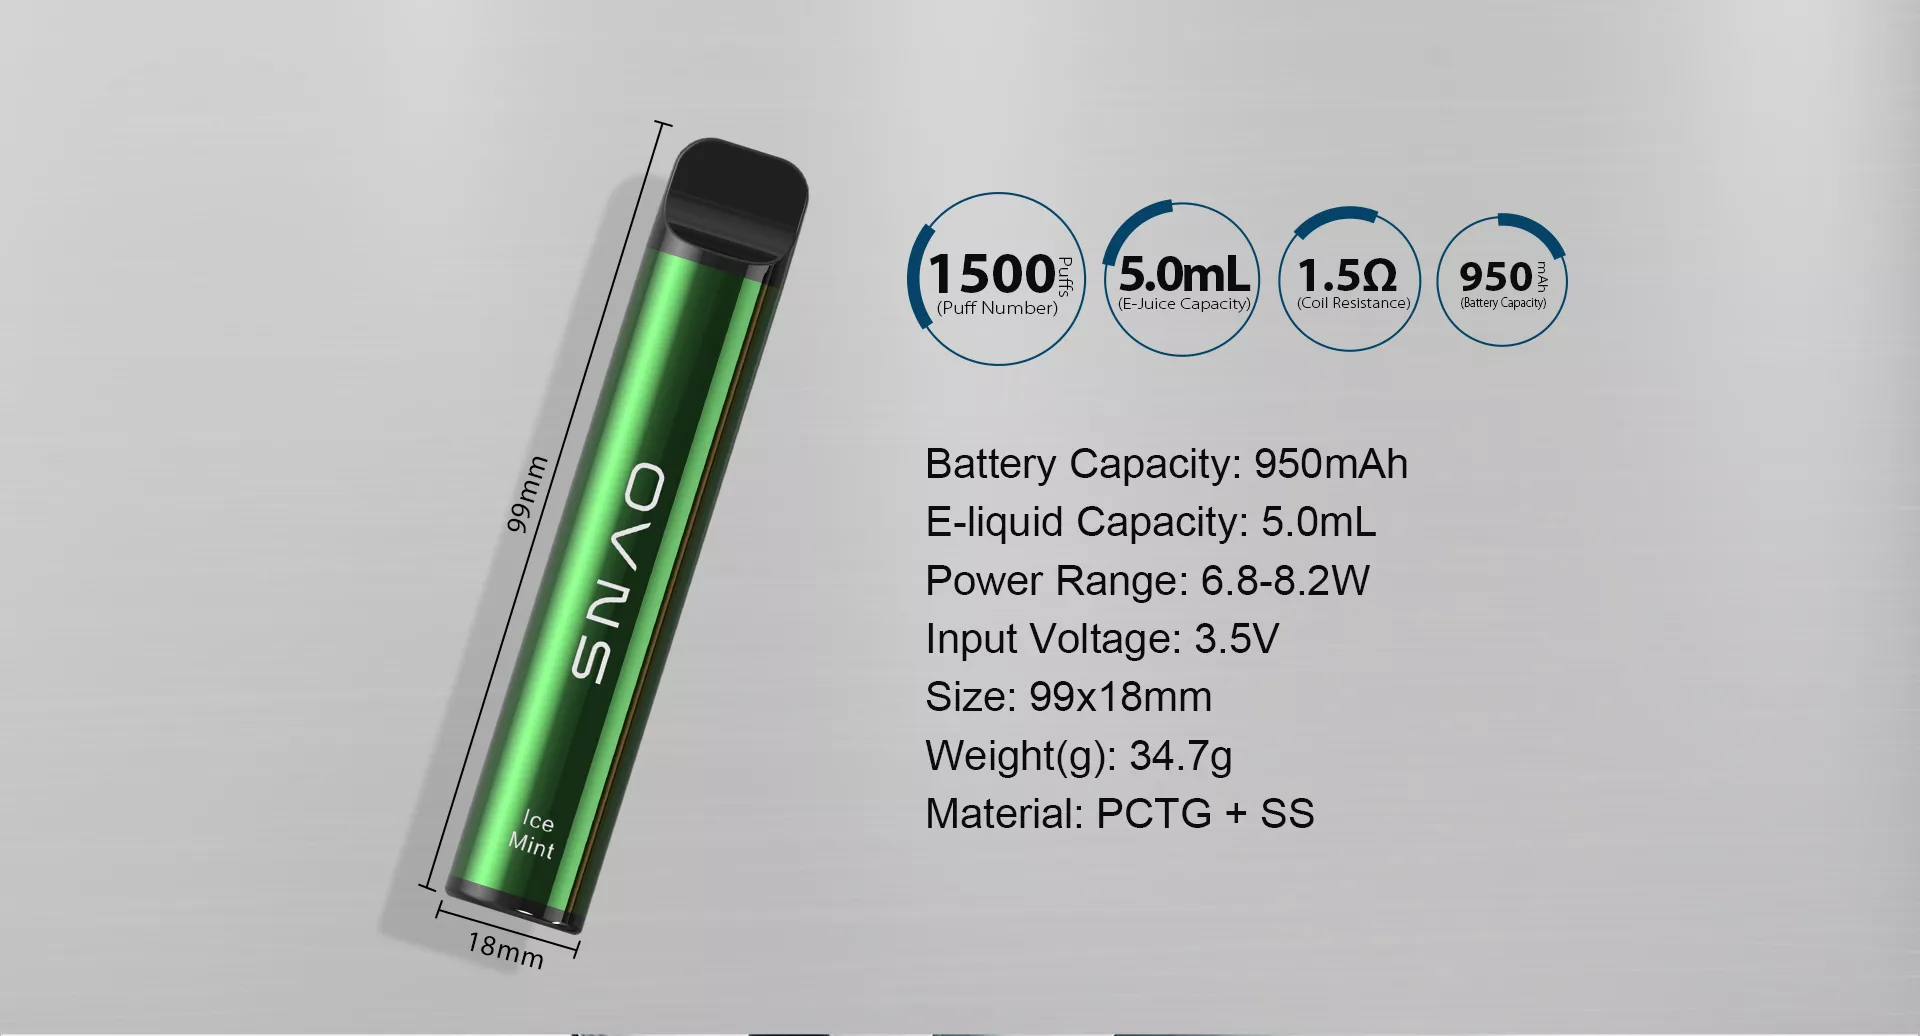 99mm
OVNS
Ice
Mint
18mm
1500 Puffs
(Puff Number)
5.0mL
(E-Juice Capacity)
1.5Ω
(Coil Resistance)
950 mAh
(Battery Capacity)
Battery Capacity: 950mAh
E-liquid Capacity: 5.0mL
Power Range: 6.8-8.2W
Input Voltage: 3.5V
Size: 99x18mm
Weight(g): 34.7g
Material: PCTG + SS